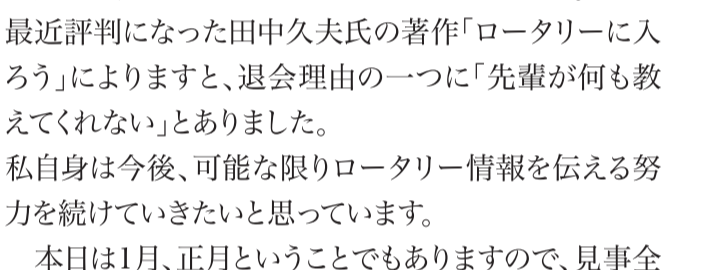 最近評判になった田中久夫氏の著作「ロータリーに入
ろう」によりますと、退会理由の一つに「先輩が何も教
えてくれない」とありました。
私自身は今後、可能な限りロータリー情報を伝える努
力を続けていきたいと思っています。
本日は1月、正月ということでもありますので、見事全